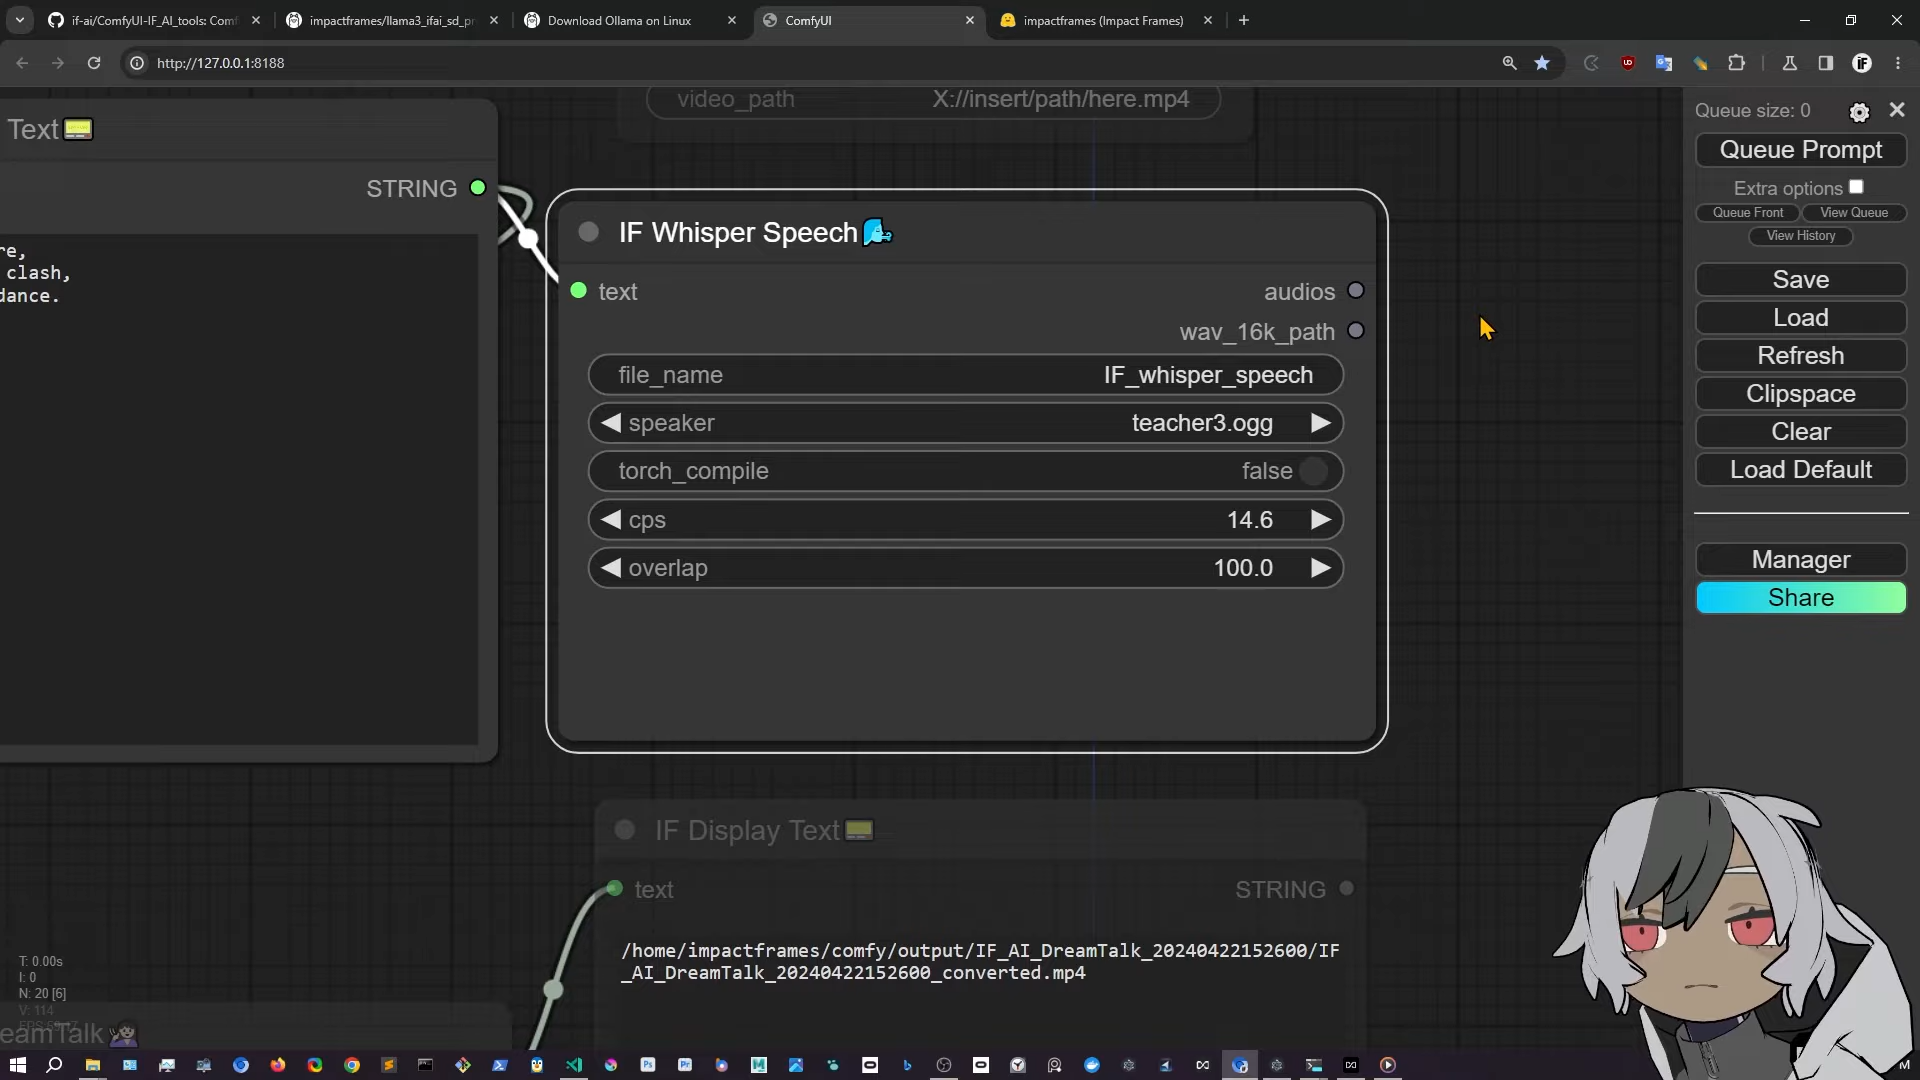 if-ai/ComfyUI-IF_AI_tools: Comf
impactframes/llama3_ifai_sd_pr
Download Ollama on Linux
ComfyUI
impactframes (Impact Frames)
http://127.0.0.1:8188
video_path X://insert/path/here.mp4
Text
STRING
re,
clash,
dance.
IF Whisper Speech
text
audios
wav_16k_path
file_name IF_whisper_speech
speaker teacher3.ogg
torch_compile false
cps 14.6
overlap 100.0
IF Display Text
text STRING
/home/impactframes/comfy/output/IF_AI_DreamTalk_20240422152600/IF
_AI_DreamTalk_20240422152600_converted.mp4
T: 0.00s
I: 0
N: 20 [6]
V: 114
eamTalk
Queue size: 0
Queue Prompt
Extra options
Queue Front View Queue
View History
Save
Load
Refresh
Clipspace
Clear
Load Default
Manager
Share